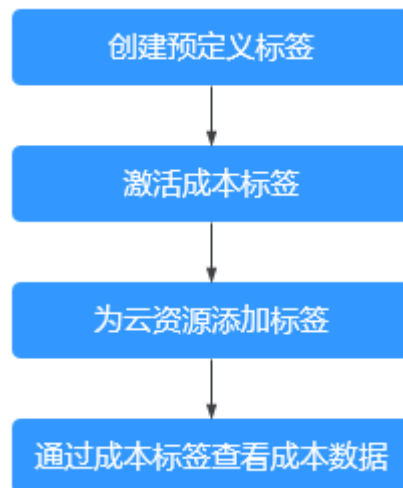 创建预定义标签
激活成本标签
为云资源添加标签
通过成本标签查看成本数据